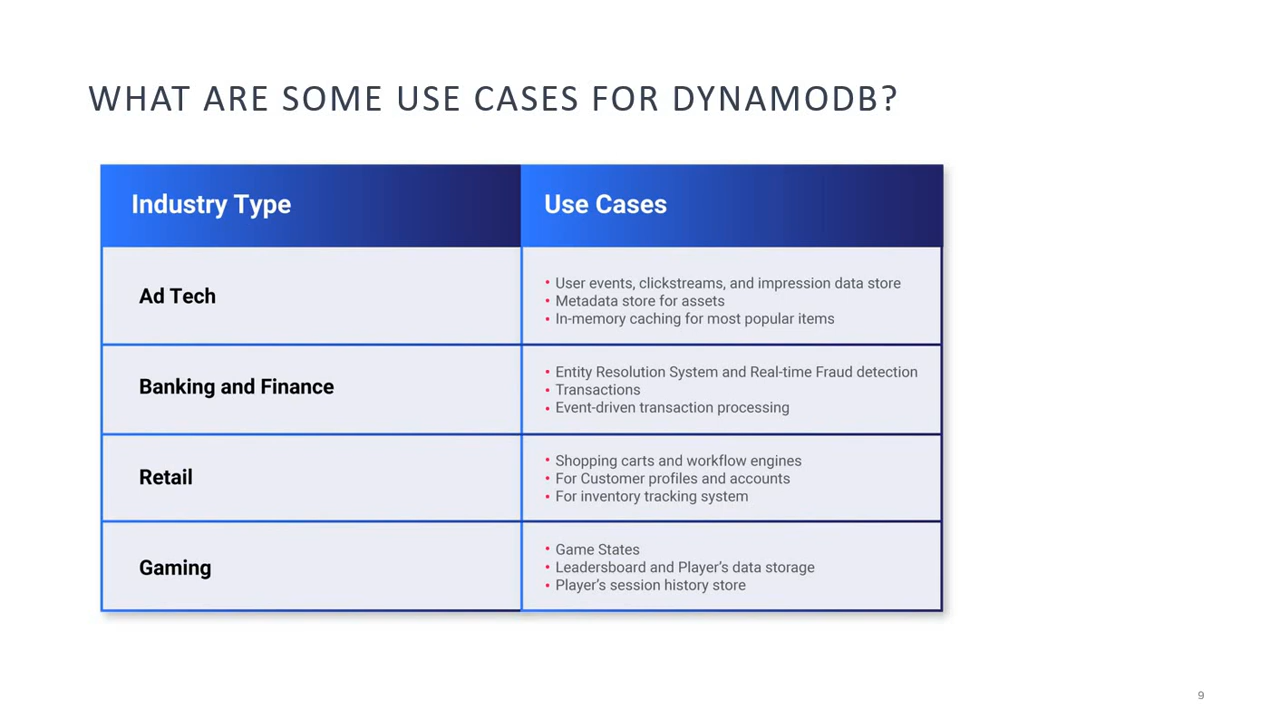 WHAT ARE SOME USE CASES FOR DYNAMODB?
Industry Type
Use Cases
Ad Tech
• User events, clickstreams, and impression data store
• Metadata store for assets
• In-memory caching for most popular items
Banking and Finance
• Entity Resolution System and Real-time Fraud detection
• Transactions
• Event-driven transaction processing
Retail
• Shopping carts and workflow engines
• For Customer profiles and accounts
• For inventory tracking system
Gaming
• Game States
• Leadersboard and Player’s data storage
• Player’s session history store
9